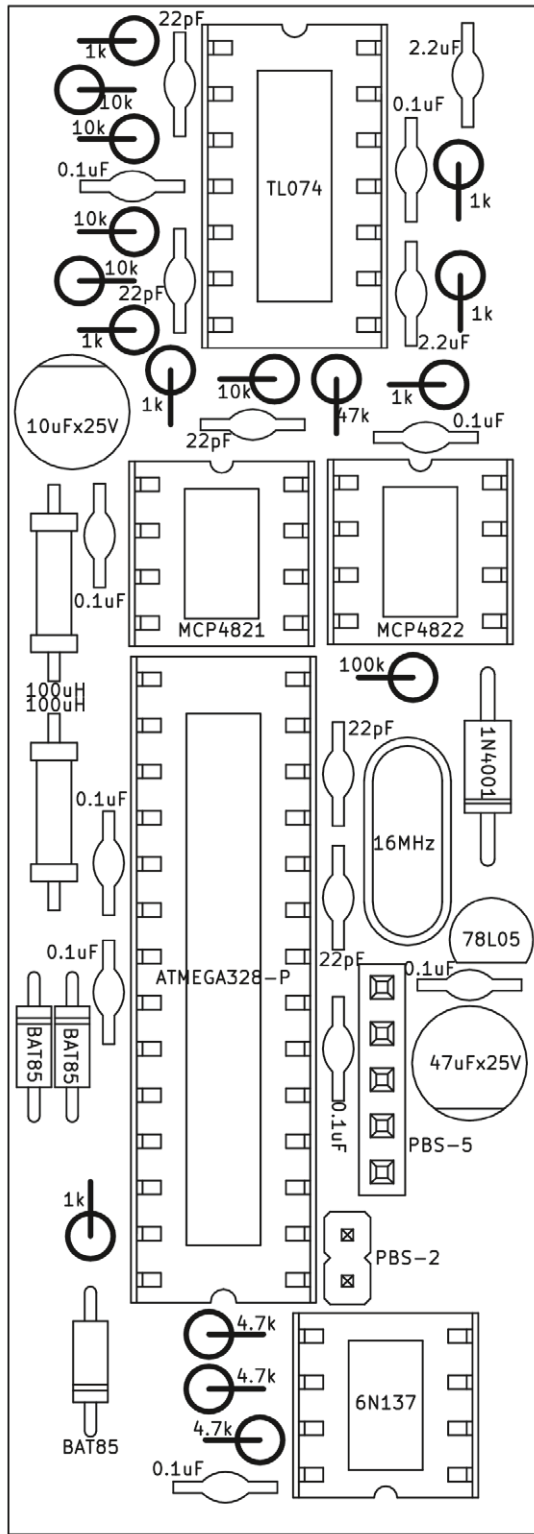 22pF
1k
2.2uF
10k
0.1uF
10k
0.1uF
TL074
1k
10k
10k
22pF
1k
1k
2.2uF
1k
10k
47k
1k
10uFx25V
22pF
0.1uF
0.1uF
MCP4821
MCP4822
100k
100uH
100uH
22pF
1N4001
0.1uF
16MHz
78L05
0.1uF
22pF
0.1uF
ATMEGA328-P
BAT85
BAT85
0.1uF
47uFx25V
PBS-5
1k
PBS-2
4.7k
4.7k
6N137
4.7k
BAT85
0.1uF